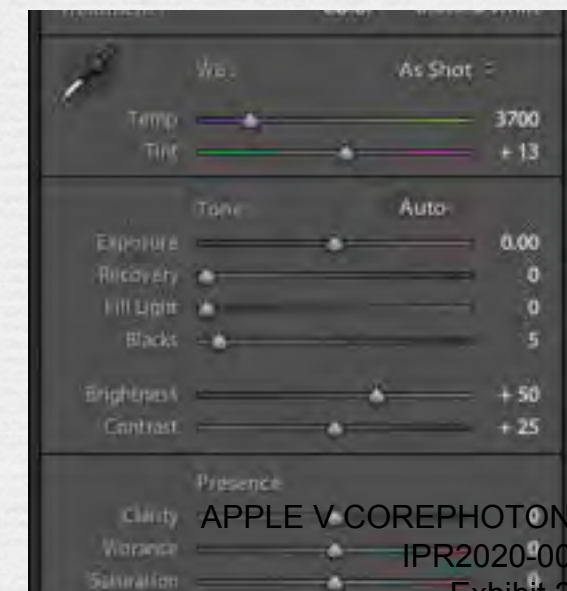 WB: As Shot
Temp 3700
Tint + 13
Tone Auto
Exposure 0.00
Recovery 0
Fill Light 0
Blacks 5
Brightness + 50
Contrast + 25
Presence
Clarity 0
Vibrance
Saturation
APPLE V COREPHOTON
IPR2020-00